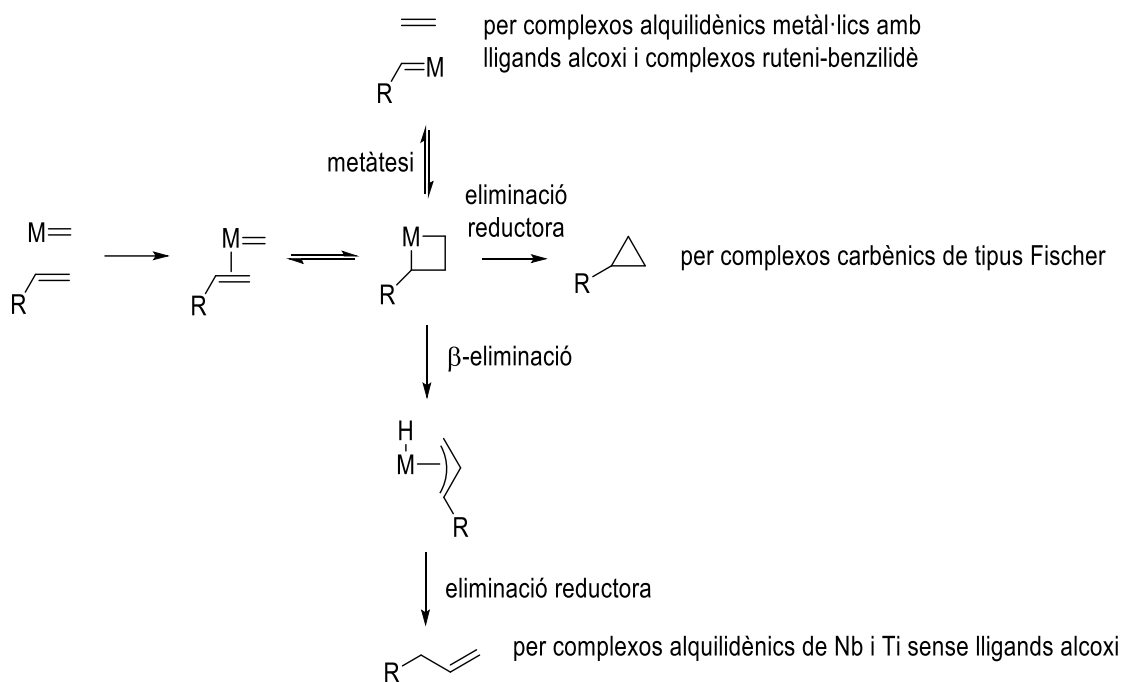 per complexos alquilidènics metàl·lics amb
lligands alcoxi i complexos ruteni-benzilidè
M
R
metàtesi
eliminació
reductora
M
M
M
R
R
R
R
per complexos carbènics de tipus Fischer
β-eliminació
H
M
R
eliminació reductora
R
per complexos alquilidènics de Nb i Ti sense lligands alcoxi